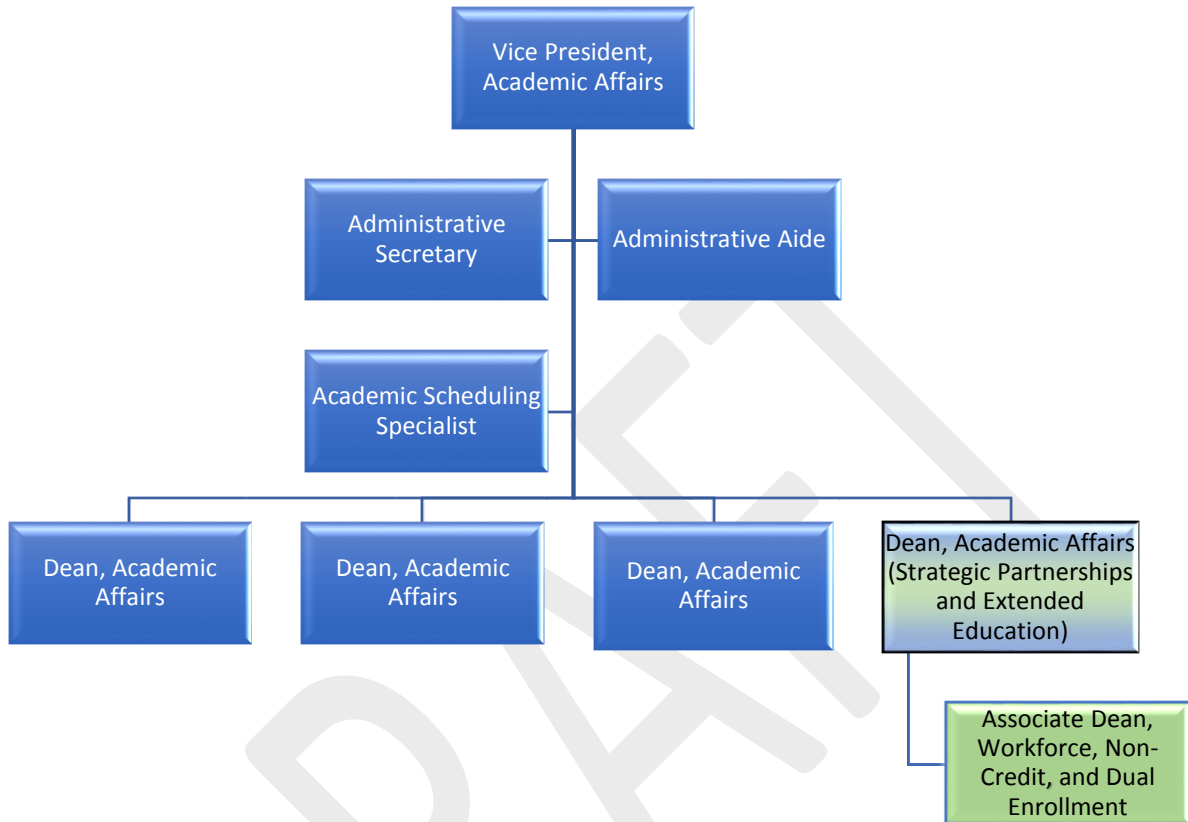 Vice President,
Academic Affairs
Administrative
Secretary
Administrative Aide
Academic Scheduling
Specialist
Dean, Academic
Affairs
Dean, Academic
Affairs
Dean, Academic
Affairs
Dean, Academic Affairs
(Strategic Partnerships
and Extended
Education)
Associate Dean,
Workforce, Non-
Credit, and Dual
Enrollment
DRAFT